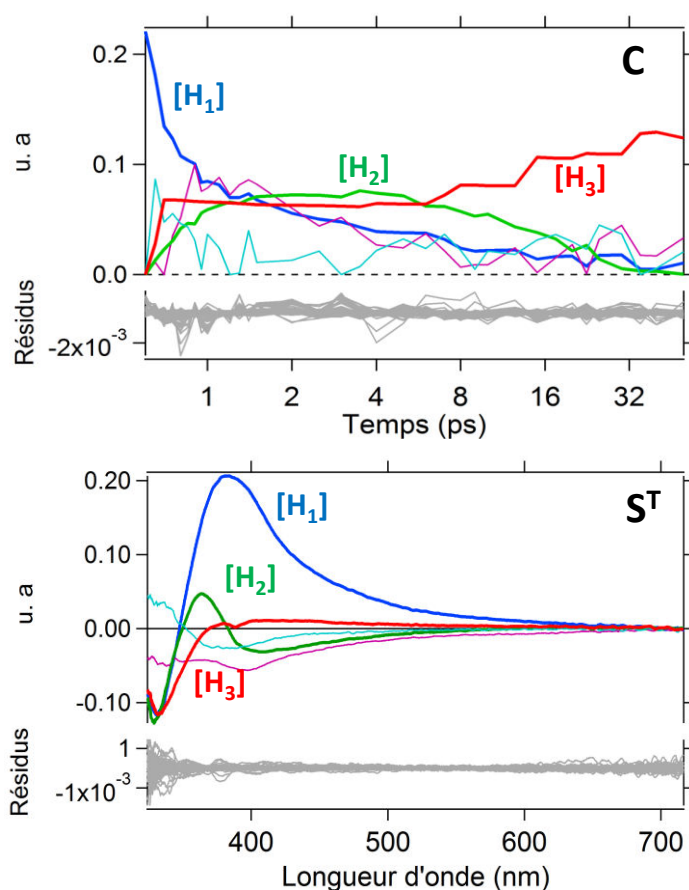 C
0.2
[H₁]
u. a
0.1
[H₂]
[H₃]
0.0
Résidus
-2x10⁻³
1 2 4 8 16 32
Temps (ps)
0.20
Sᵀ
[H₁]
u. a
0.10
[H₂]
0.00
[H₃]
-0.10
Résidus
1
-1x10⁻³
400 500 600 700
Longueur d'onde (nm)